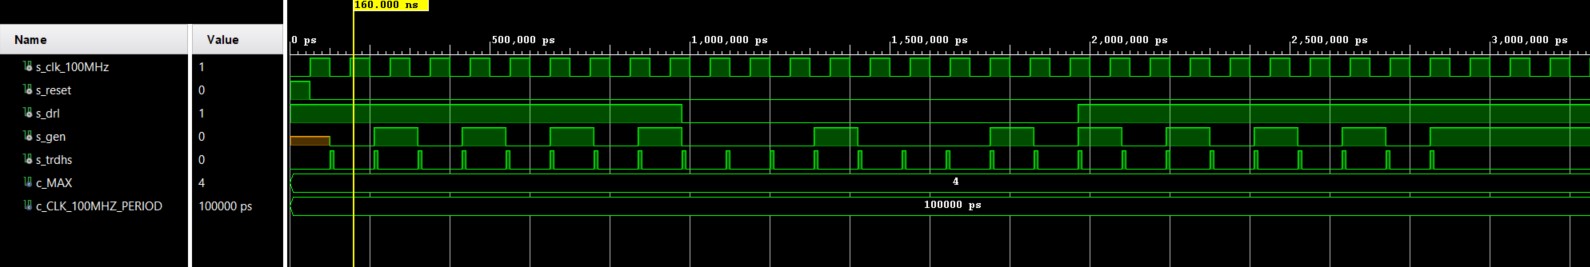 160.000 ns
Name Value
0 ps 500,000 ps 1,000,000 ps 1,500,000 ps 2,000,000 ps 2,500,000 ps 3,000,000 ps
s_clk_100MHz 1
s_reset 0
s_drl 1
s_gen 0
s_trdhs 0
c_MAX 4 4
c_CLK_100MHZ_PERIOD 100000 ps 100000 ps